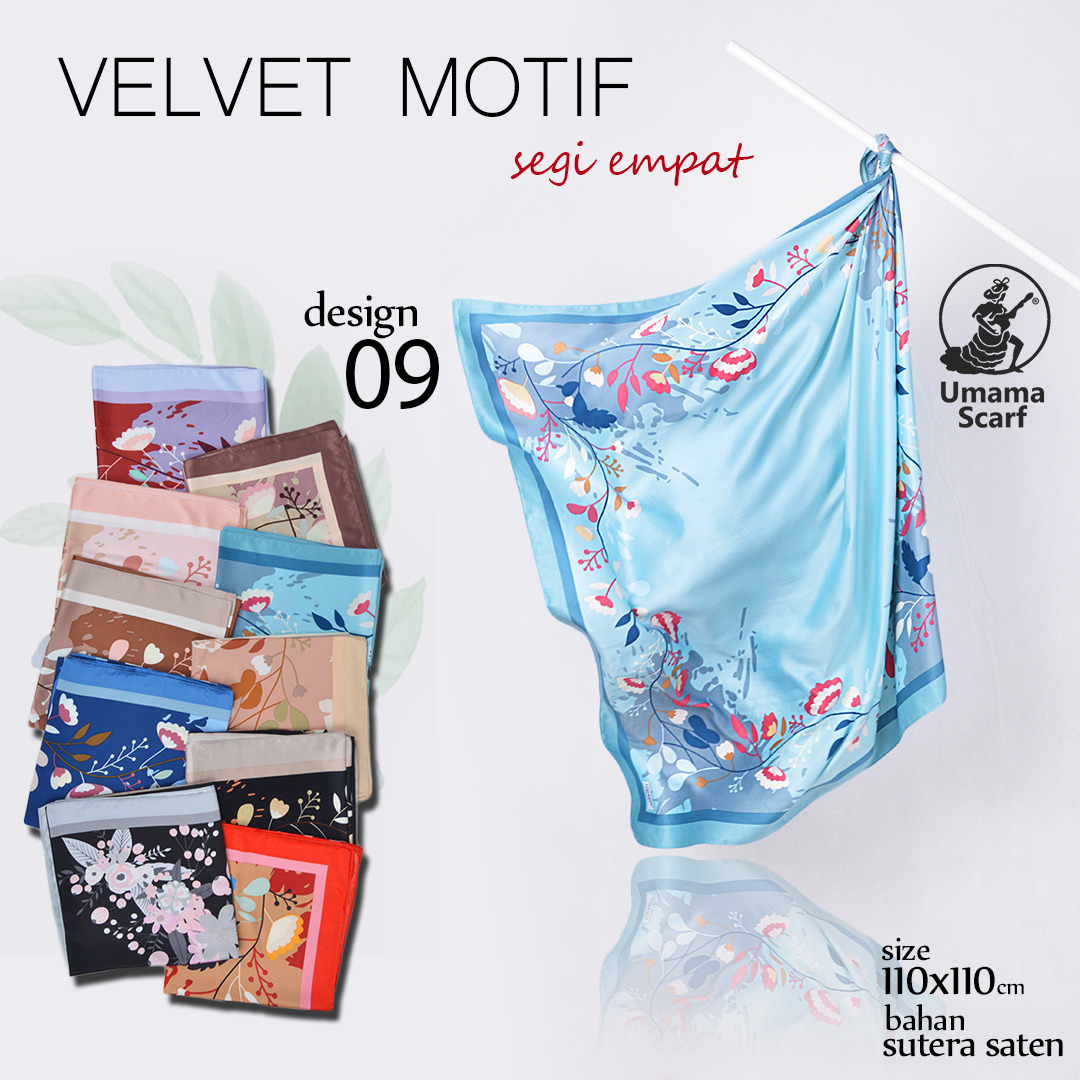 VELVET MOTIF
segi empat
design
09
®
Umama
Scarf
size
110x110cm
bahan
sutera saten